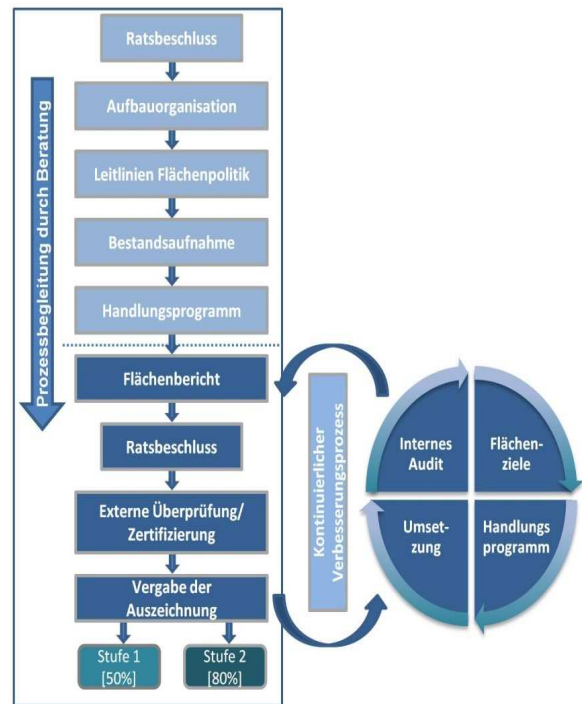 Prozessbegleitung durch Beratung
Ratsbeschluss
Aufbauorganisation
Leitlinien Flächenpolitik
Bestandsaufnahme
Handlungsprogramm
Flächenbericht
Ratsbeschluss
Externe Überprüfung/
Zertifizierung
Vergabe der
Auszeichnung
Stufe 1
[50%]
Stufe 2
[80%]
Kontinuierlicher
Verbesserungsprozess
Internes
Audit
Flächen-
ziele
Umset-
zung
Handlungs
programm